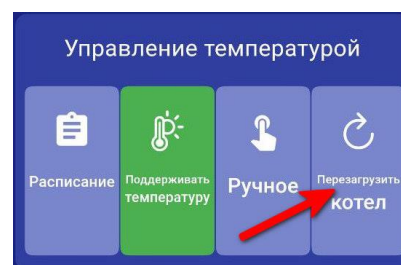 Управление температурой
Расписание
Поддерживать
температуру
Ручное
Перезагрузить
котел